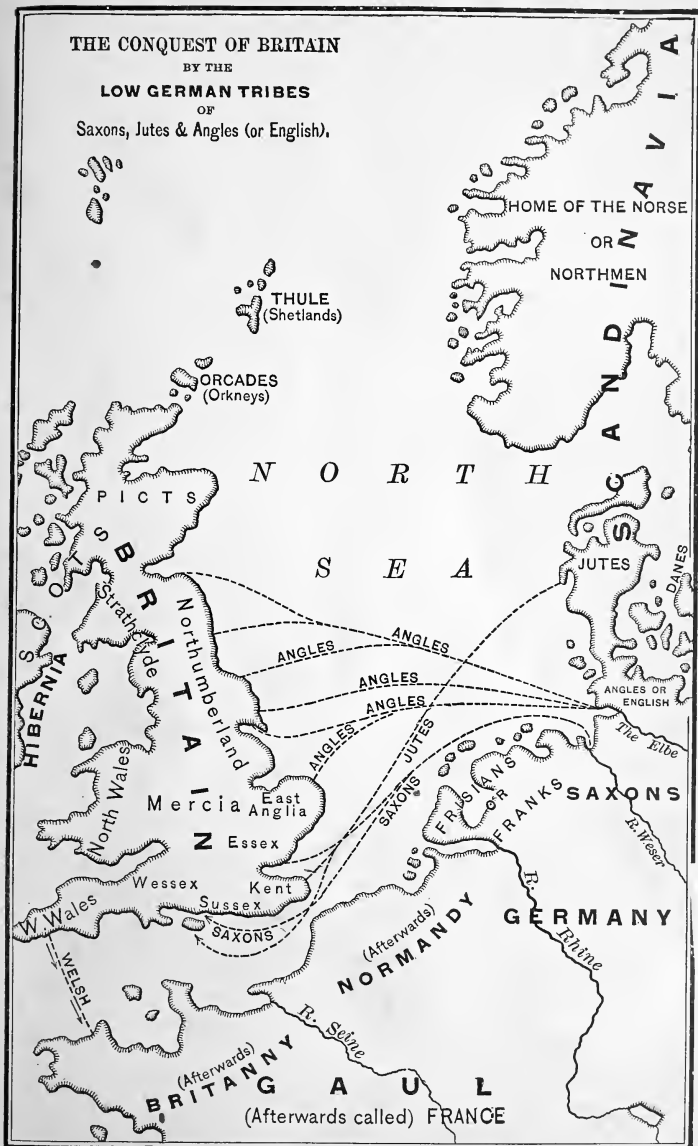 THE CONQUEST OF BRITAIN
BY THE
LOW GERMAN TRIBES
OF
Saxons, Jutes & Angles (or English).
SCANDINAVIA
HOME OF THE NORSE
OR
NORTHMEN
THULE
(Shetlands)
ORCADES
(Orkneys)
NORTH
SEA
PICTS
SCOTS
BRITAIN
Strathclyde
Northumberland
HIBERNIA
JUTES
DANES
ANGLES
ANGLES
ANGLES
ANGLES
ANGLES
ANGLES OR
ENGLISH
The Elbe
JUTES
SAXONS
North Wales
Mercia
East
Anglia
Essex
FRISIANS
OR
FRANKS
SAXONS
R. Weser
Wessex
Kent
Sussex
W Wales
SAXONS
WELSH
(Afterwards)
NORMANDY
GERMANY
R. Rhine
R. Seine
(Afterwards)
BRITANNY
GAUL
(Afterwards called) FRANCE